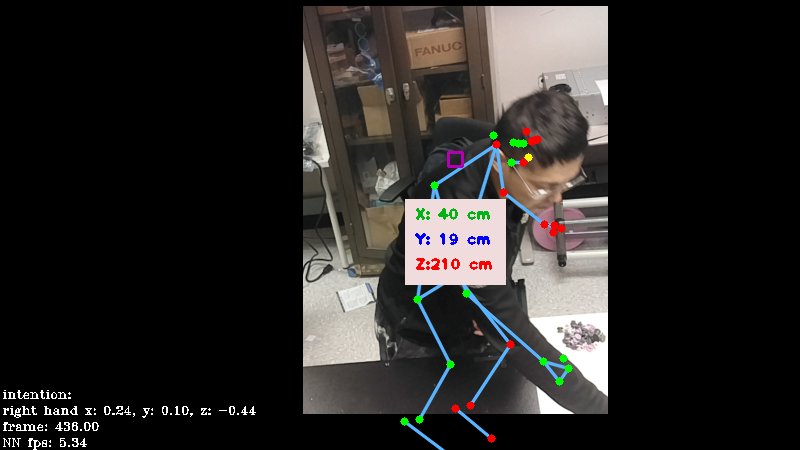 FANUC
X: 40 cm
Y: 19 cm
Z:210 cm
intention:
right hand x: 0.24, y: 0.10, z: -0.44
frame: 436.00
NN fps: 5.34